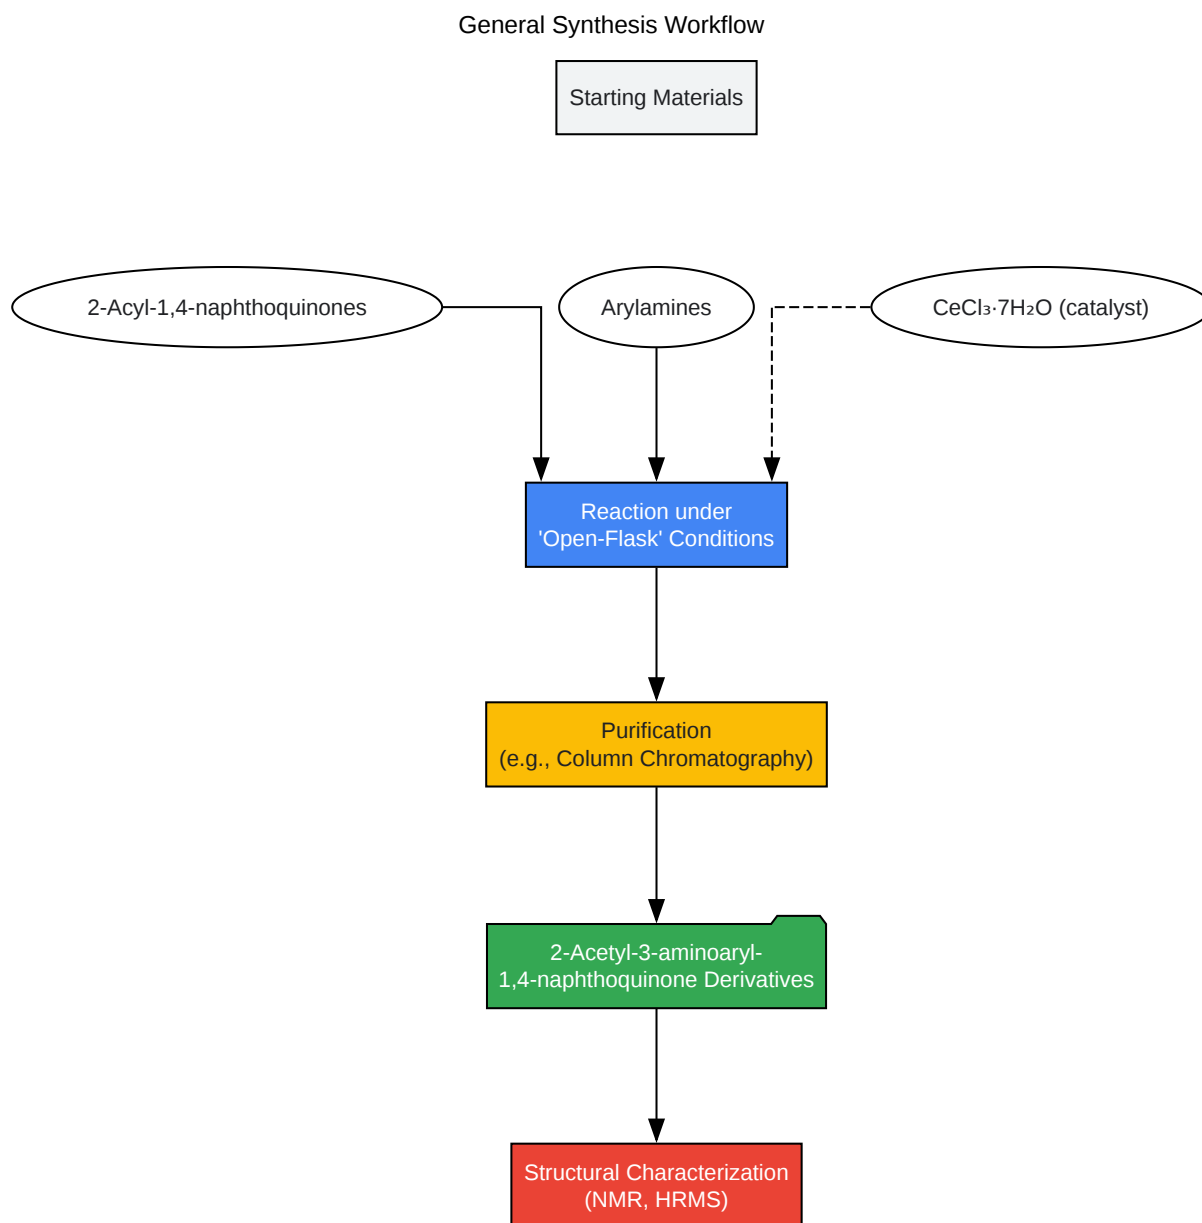 General Synthesis Workflow
Starting Materials
2-Acyl-1,4-naphthoquinones
Arylamines
CeCl₃·7H₂O (catalyst)
Reaction under
'Open-Flask' Conditions
Purification
(e.g., Column Chromatography)
2-Acetyl-3-aminoaryl-
1,4-naphthoquinone Derivatives
Structural Characterization
(NMR, HRMS)